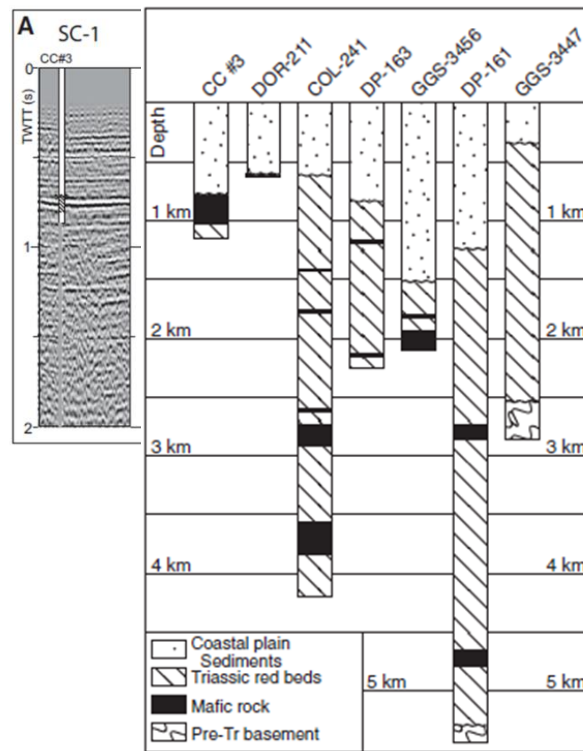 A
SC-1
CC#3
0
TWTT (s)
1
2
CC #3
DOR-211
COL-241
DP-163
GGS-3456
DP-161
GGS-3447
Depth
1 km
1 km
2 km
2 km
3 km
3 km
4 km
4 km
5 km
5 km
Coastal plain
Sediments
Triassic red beds
Mafic rock
Pre-Tr basement